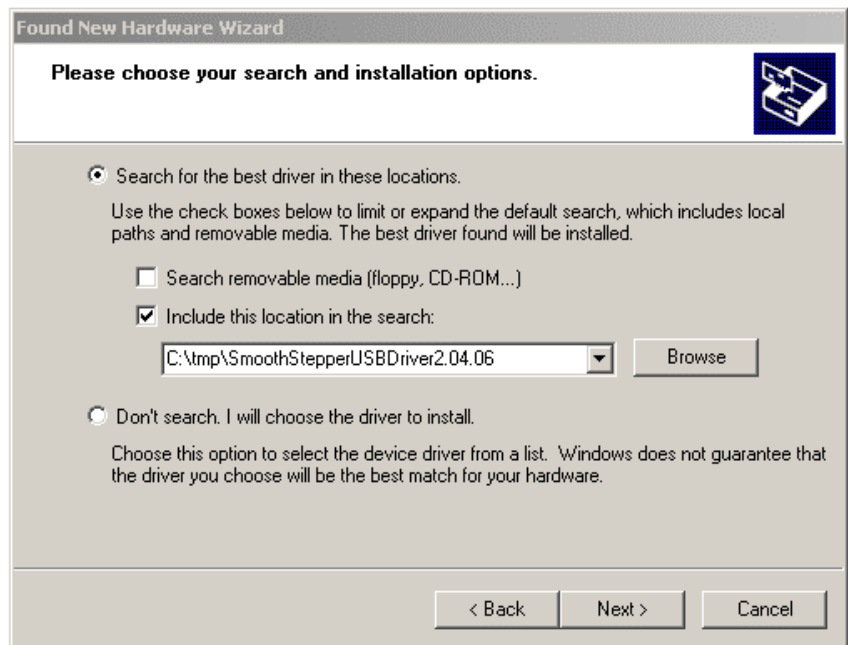 Found New Hardware Wizard
Please choose your search and installation options.
Search for the best driver in these locations.
Use the check boxes below to limit or expand the default search, which includes local
paths and removable media. The best driver found will be installed.
Search removable media (floppy, CD-ROM...)
Include this location in the search:
C:\tmp\SmoothStepperUSBDriver2.04.06
Browse
Don't search. I will choose the driver to install.
Choose this option to select the device driver from a list. Windows does not guarantee that
the driver you choose will be the best match for your hardware.
< Back Next > Cancel